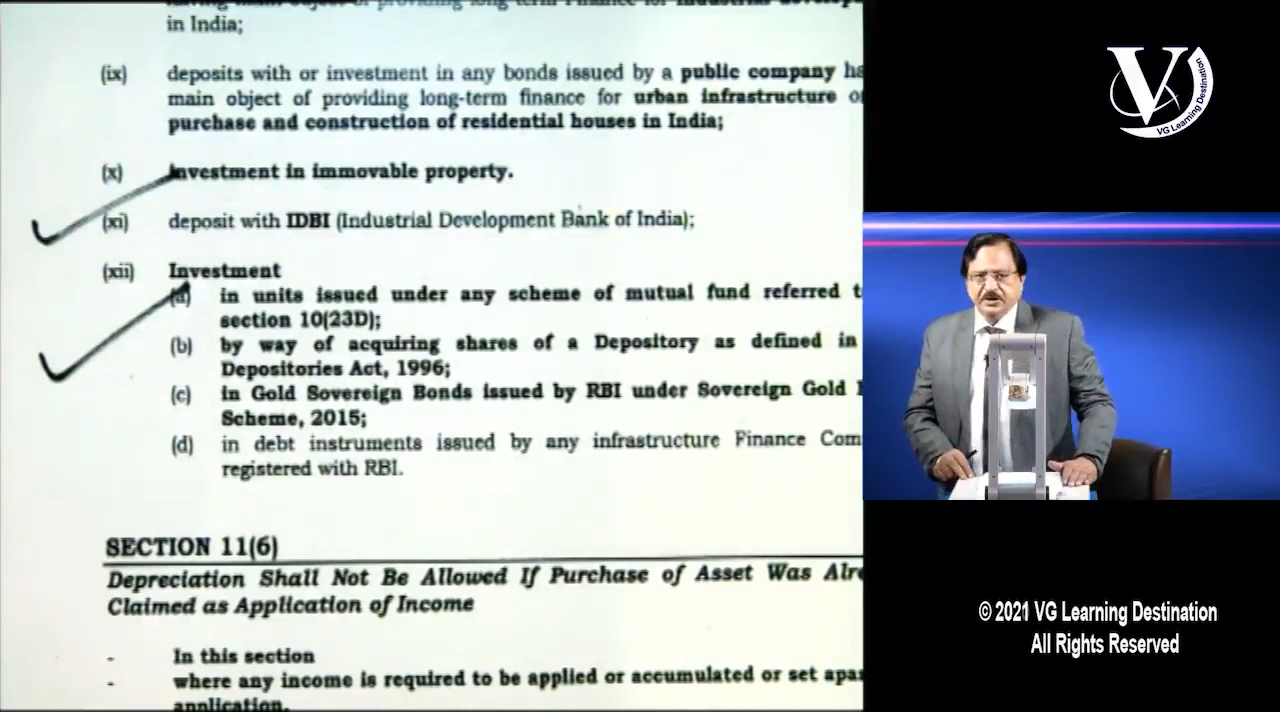 in India;
(ix) deposits with or investment in any bonds issued by a public company ha
main object of providing long-term finance for urban infrastructure o
purchase and construction of residential houses in India;
(x) Investment in immovable property.
(xi) deposit with IDBI (Industrial Development Bank of India);
(xii) Investment
(a) in units issued under any scheme of mutual fund referred t
section 10(23D);
(b) by way of acquiring shares of a Depository as defined in
Depositories Act, 1996;
(c) in Gold Sovereign Bonds issued by RBI under Sovereign Gold
Scheme, 2015;
(d) in debt instruments issued by any infrastructure Finance Com
registered with RBI.
SECTION 11(6)
Depreciation Shall Not Be Allowed If Purchase of Asset Was Alre
Claimed as Application of Income
- In this section
- where any income is required to be applied or accumulated or set apa
application.
V
VG Learning Destination
© 2021 VG Learning Destination
All Rights Reserved